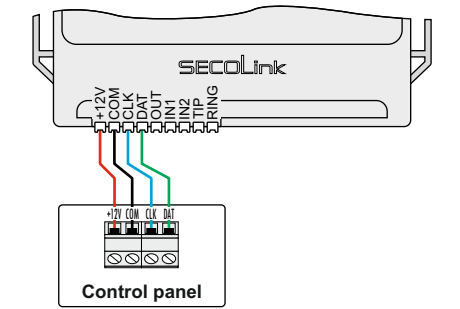 SECOLink
+12V COM CLK DAT OUT IN1 IN2 TIP RING
+12V COM CLK DAT
Control panel